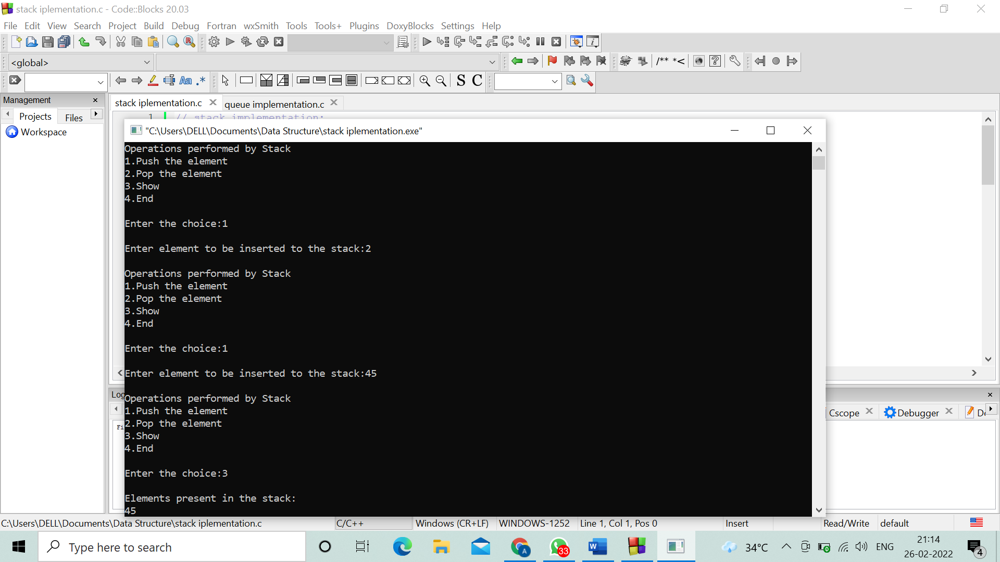 stack iplementation.c - Code::Blocks 20.03
File Edit View Search Project Build Debug Fortran wxSmith Tools Tools+ Plugins DoxyBlocks Settings Help
<global>
/** *<
Aa .* S C
Management
Projects Files
Workspace
stack iplementation.c queue implementation.c
1 // stack implementation:
"C:\Users\DELL\Documents\Data Structure\stack iplementation.exe"
Operations performed by Stack
1.Push the element
2.Pop the element
3.Show
4.End
Enter the choice:1
Enter element to be inserted to the stack:2
Operations performed by Stack
1.Push the element
2.Pop the element
3.Show
4.End
Enter the choice:1
Enter element to be inserted to the stack:45
Operations performed by Stack
1.Push the element
2.Pop the element
3.Show
4.End
Enter the choice:3
Elements present in the stack:
45
Log
Cscope Debugger
Fi
C:\Users\DELL\Documents\Data Structure\stack iplementation.c C/C++ Windows (CR+LF) WINDOWS-1252 Line 1, Col 1, Pos 0 Insert Read/Write default
Type here to search
A 33 W 34°C ENG 21:14
26-02-2022 4